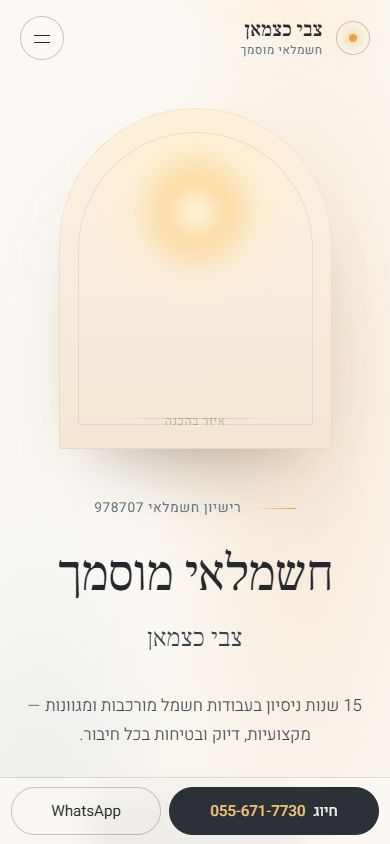 צבי כצמאן
חשמלאי מוסמך
איור בהכנה
רישיון חשמלאי 978707
חשמלאי מוסמך
צבי כצמאן
15 שנות ניסיון בעבודות חשמל מורכבות ומגוונות —
מקצועיות, דיוק ובטיחות בכל חיבור.
חיוג 055-671-7730
WhatsApp